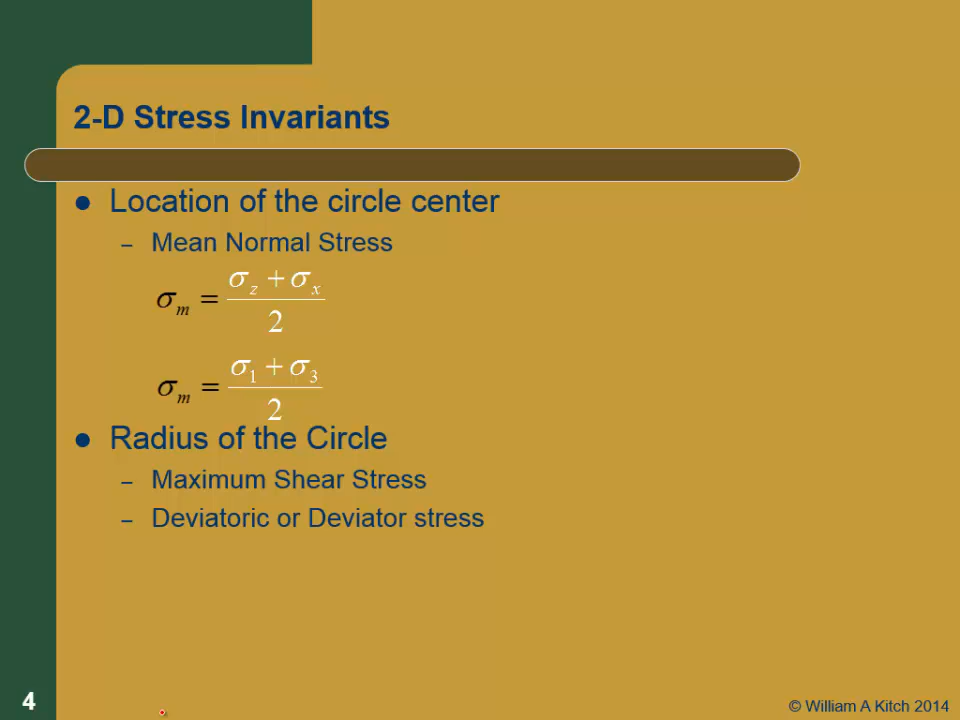 2-D Stress Invariants
● Location of the circle center
– Mean Normal Stress
σₘ = (σ_z + σₓ) / 2
σₘ = (σ₁ + σ₃) / 2
● Radius of the Circle
– Maximum Shear Stress
– Deviatoric or Deviator stress
4
© William A Kitch 2014